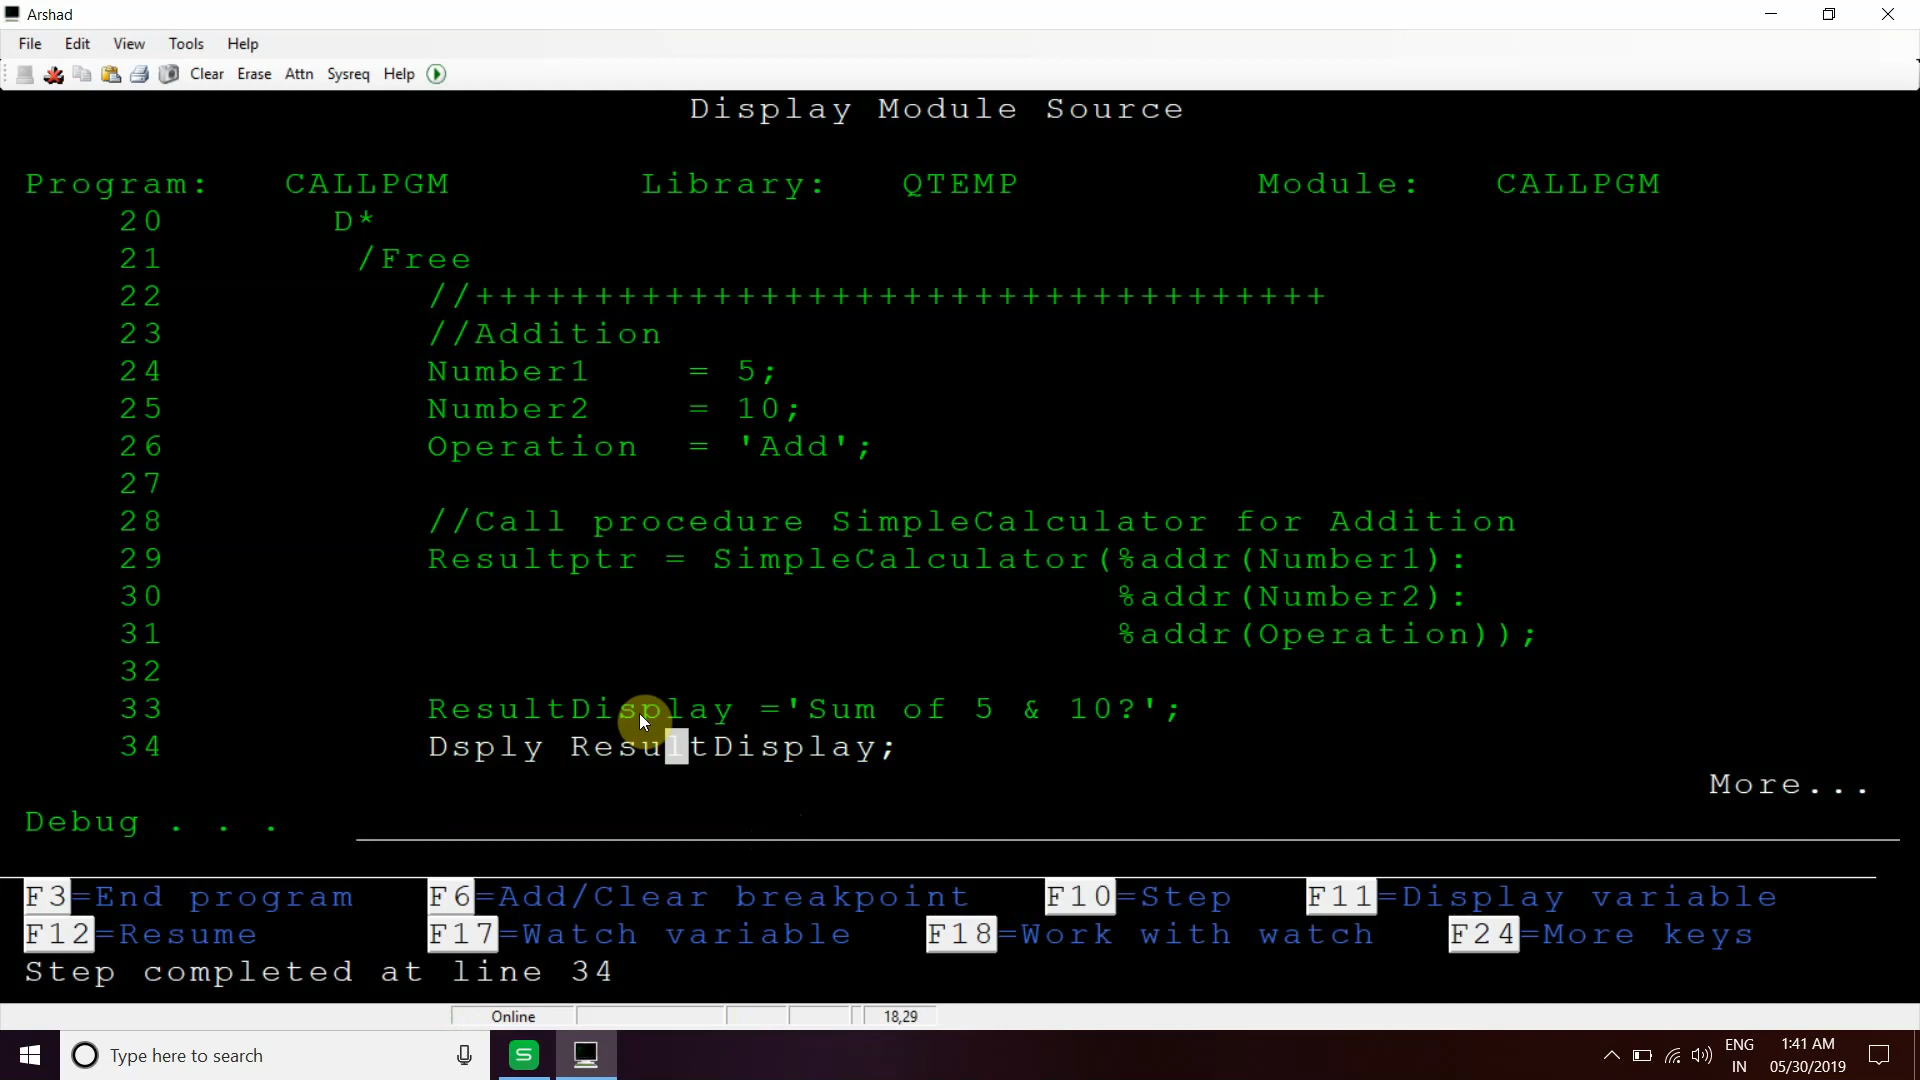 Arshad
File Edit View Tools Help
Clear Erase Attn Sysreq Help
Display Module Source
Program: CALLPGM Library: QTEMP Module: CALLPGM
20 D*
21 /Free
22 //++++++++++++++++++++++++++++++++++++
23 //Addition
24 Number1 = 5;
25 Number2 = 10;
26 Operation = 'Add';
27
28 //Call procedure SimpleCalculator for Addition
29 Resultptr = SimpleCalculator(%addr(Number1):
30 %addr(Number2):
31 %addr(Operation));
32
33 ResultDisplay ='Sum of 5 & 10?';
34 Dsply ResultDisplay;
More...
Debug . . .
F3=End program F6=Add/Clear breakpoint F10=Step F11=Display variable
F12=Resume F17=Watch variable F18=Work with watch F24=More keys
Step completed at line 34
Online 18,29
Type here to search S ENG 1:41 AM
IN 05/30/2019